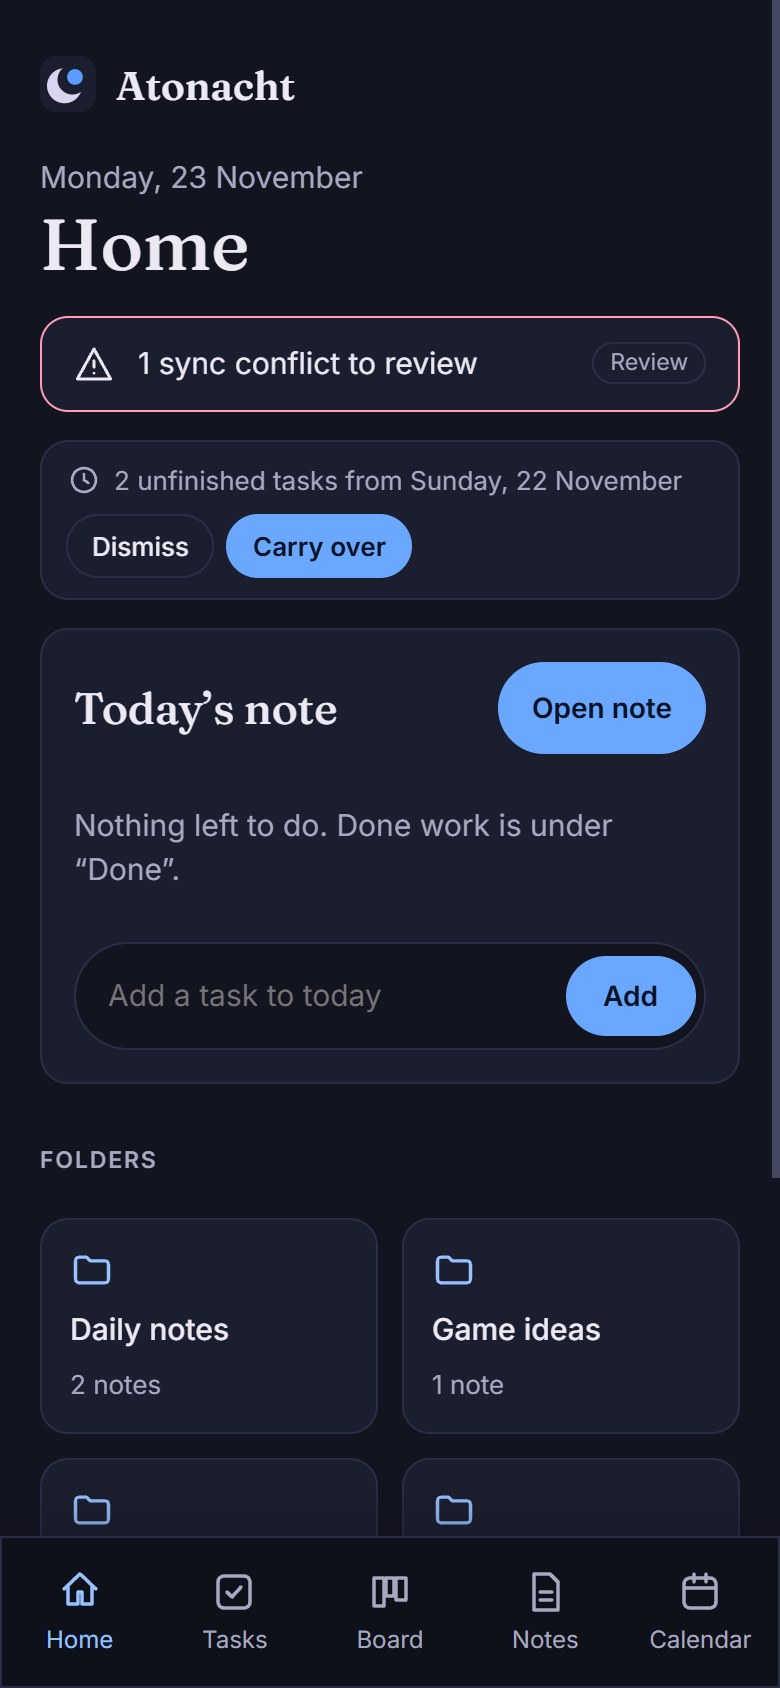 Atonacht
Monday, 23 November
Home
1 sync conflict to review
Review
2 unfinished tasks from Sunday, 22 November
Dismiss
Carry over
Today’s note
Open note
Nothing left to do. Done work is under
“Done”.
Add a task to today
Add
FOLDERS
Daily notes
2 notes
Game ideas
1 note
Home
Tasks
Board
Notes
Calendar